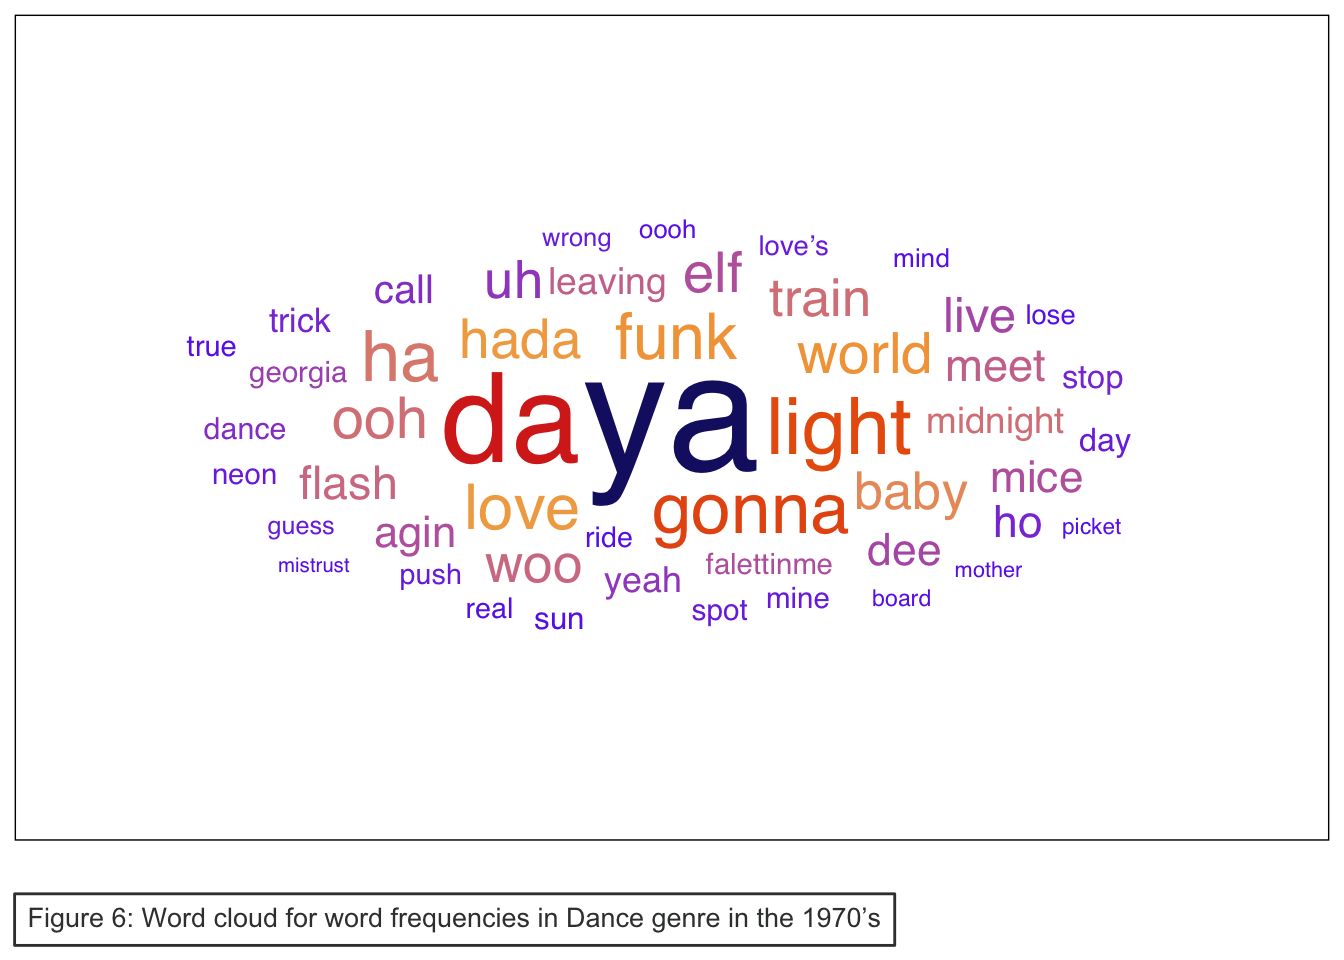 wrong oooh love’s mind
call uh leaving elf train live lose
trick hada funk world
true georgia ha meet stop
dance ooh da ya light midnight day
neon flash love gonna baby mice
guess agin ride ho picket
mistrust push woo yeah falettinme dee mother
real sun spot mine board
Figure 6: Word cloud for word frequencies in Dance genre in the 1970’s